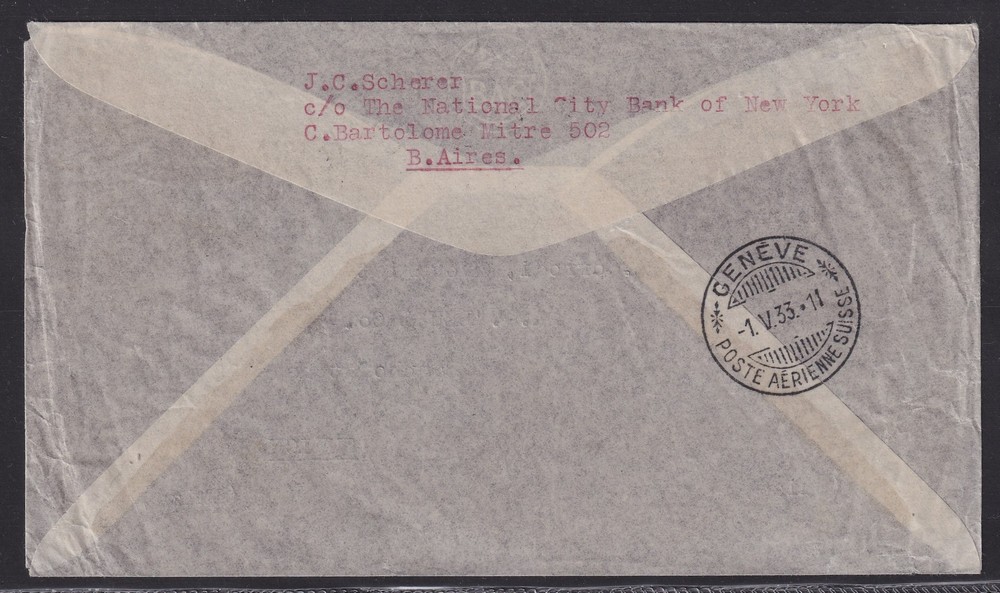 J.C.Scherer
c/o The National City Bank of New York
C.Bartolome Mitre 502
B.Aires.
GENÈVE
-1.V.33.•11
POSTE AÉRIENNE SUISSE